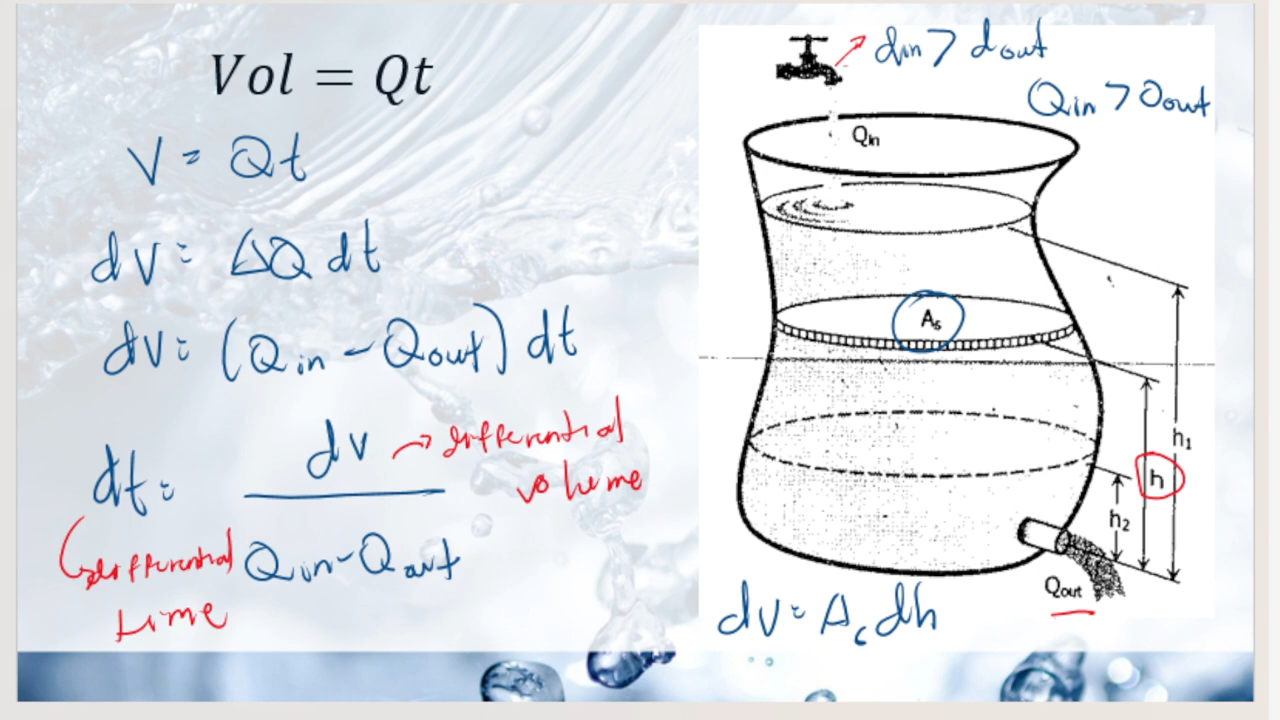 Vol = Qt
V = Qt
dV = ΔQ dt
dV = (Qin - Qout) dt
dt = dV / Qin - Qout
→ differential volume
differential time
din > dout
Qin > Qout
Qin
As
h1
h
h2
Qout
dV = As dh